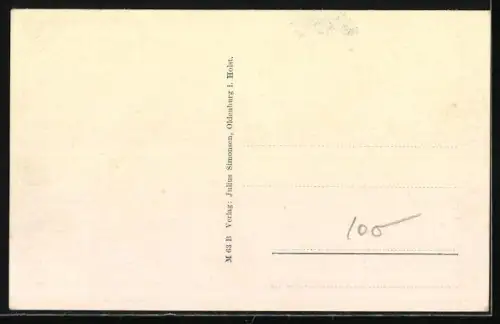 M 63 B Verlag: Julius Simonsen, Oldenburg i. Holst.
100